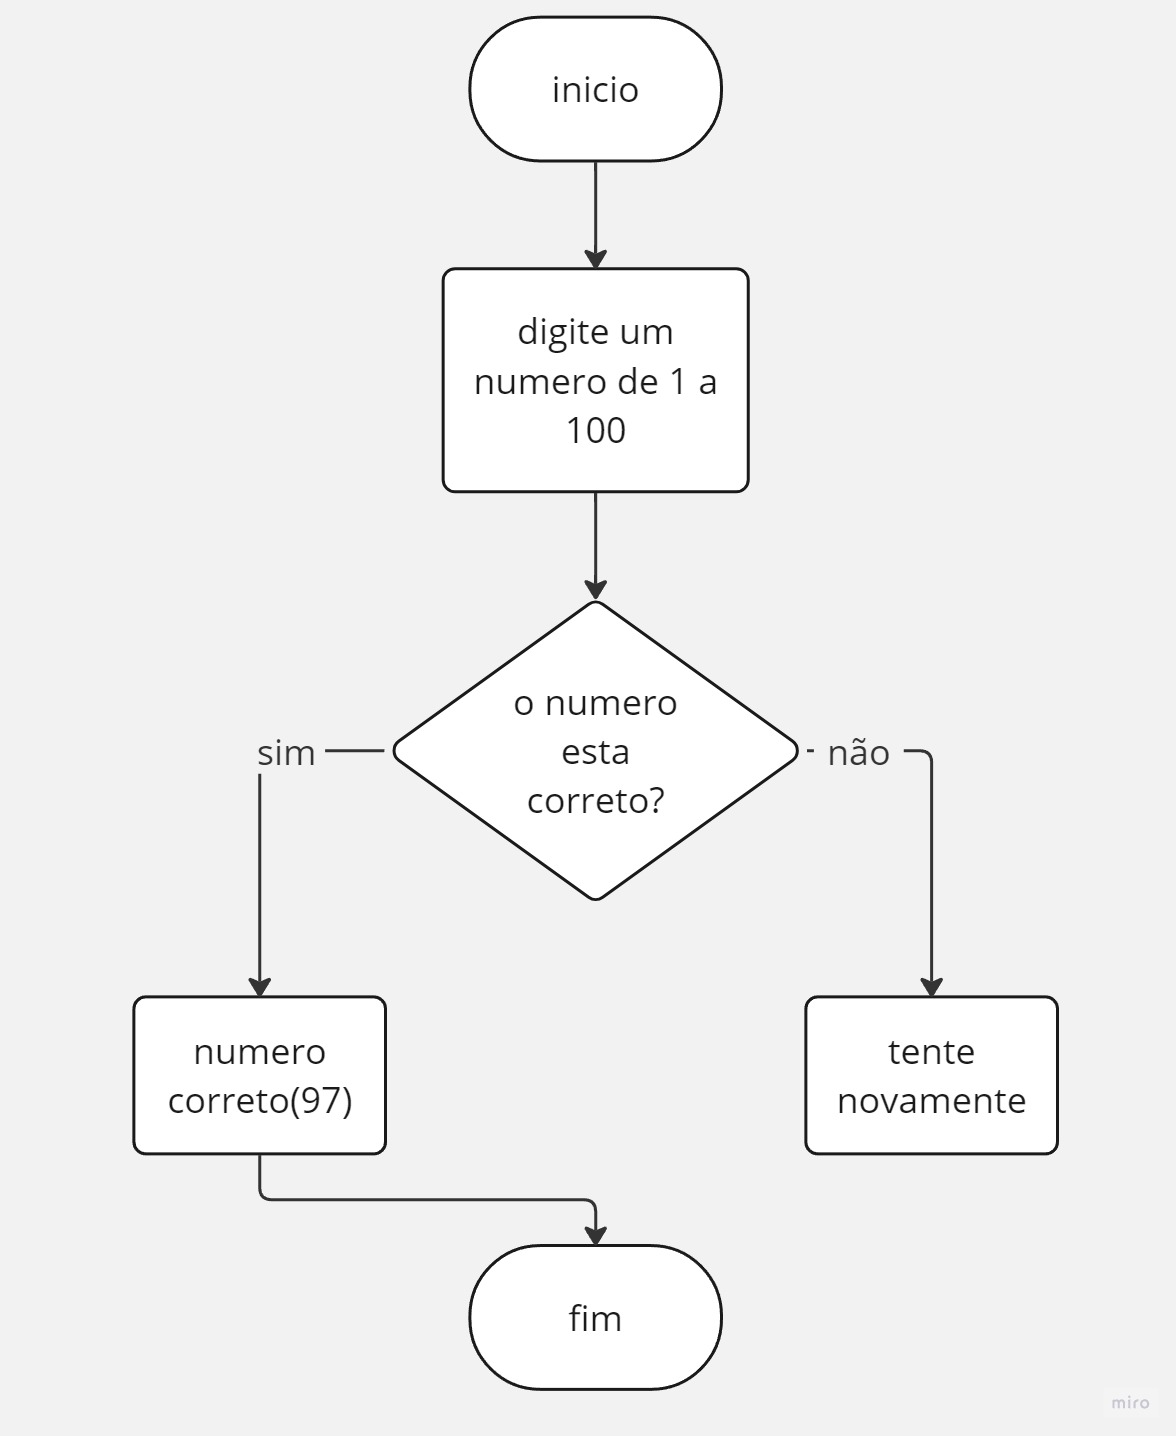 inicio
digite um
numero de 1 a
100
o numero
esta
correto?
sim
não
numero
correto(97)
tente
novamente
fim
miro